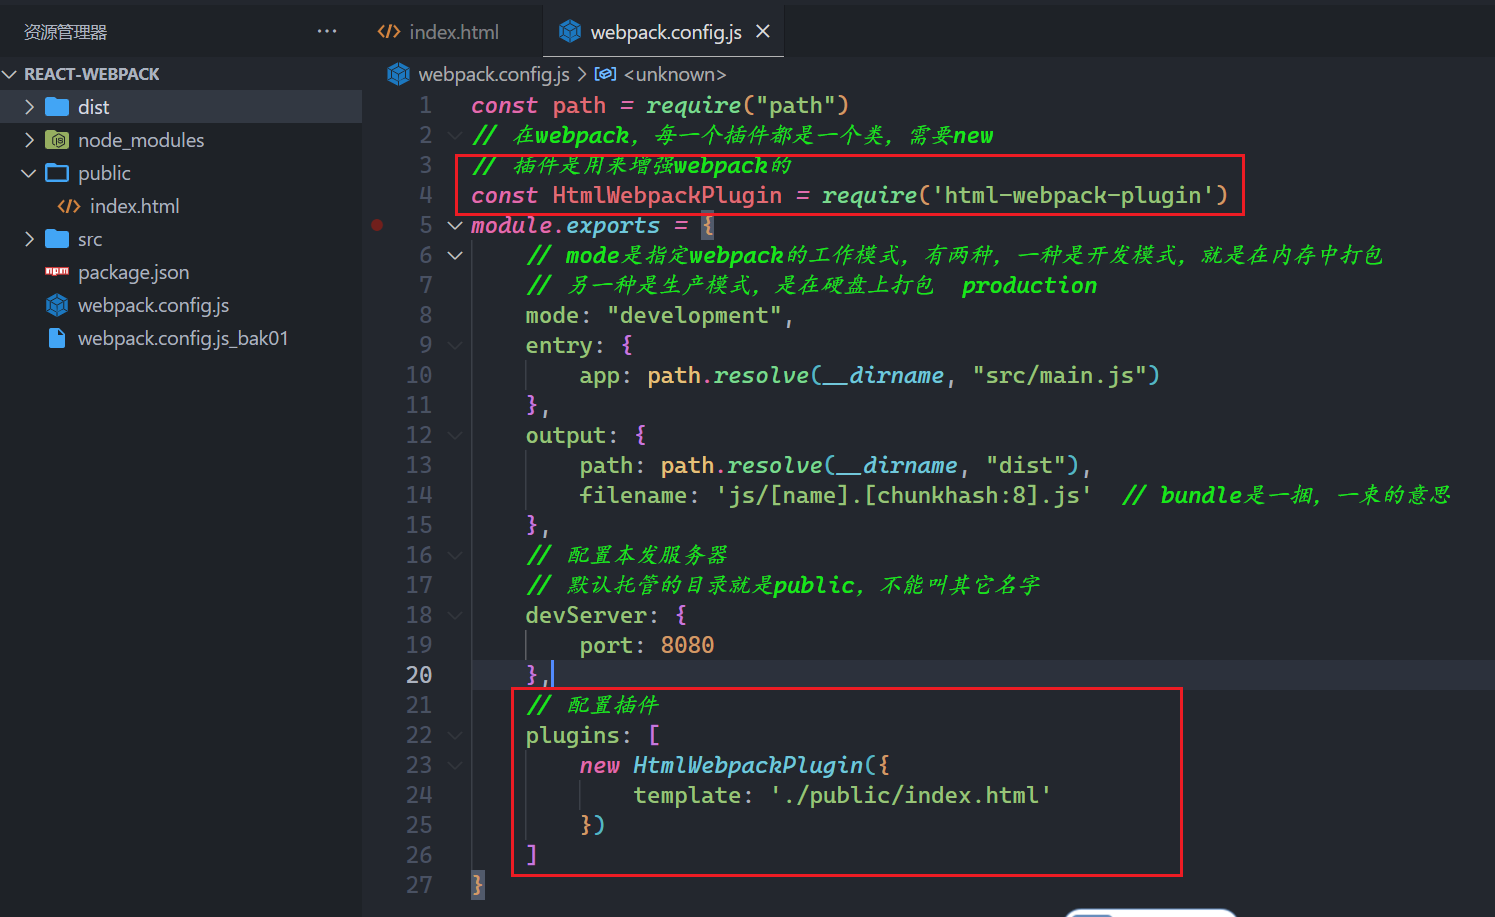 资源管理器
···
index.html
webpack.config.js
REACT-WEBPACK
dist
node_modules
public
index.html
src
package.json
webpack.config.js
webpack.config.js_bak01
webpack.config.js > <unknown>
1 const path = require("path")
2 // 在webpack，每一个插件都是一个类，需要new
3 // 插件是用来增强webpack的
4 const HtmlWebpackPlugin = require('html-webpack-plugin')
5 module.exports = {
6 // mode是指定webpack的工作模式，有两种，一种是开发模式，就是在内存中打包
7 // 另一种是生产模式，是在硬盘上打包  production
8 mode: "development",
9 entry: {
10 app: path.resolve(__dirname, "src/main.js")
11 },
12 output: {
13 path: path.resolve(__dirname, "dist"),
14 filename: 'js/[name].[chunkhash:8].js'  // bundle是一捆，一束的意思
15 },
16 // 配置本发服务器
17 // 默认托管的目录就是public，不能叫其它名字
18 devServer: {
19 port: 8080
20 },
21 // 配置插件
22 plugins: [
23 new HtmlWebpackPlugin({
24 template: './public/index.html'
25 })
26 ]
27 }